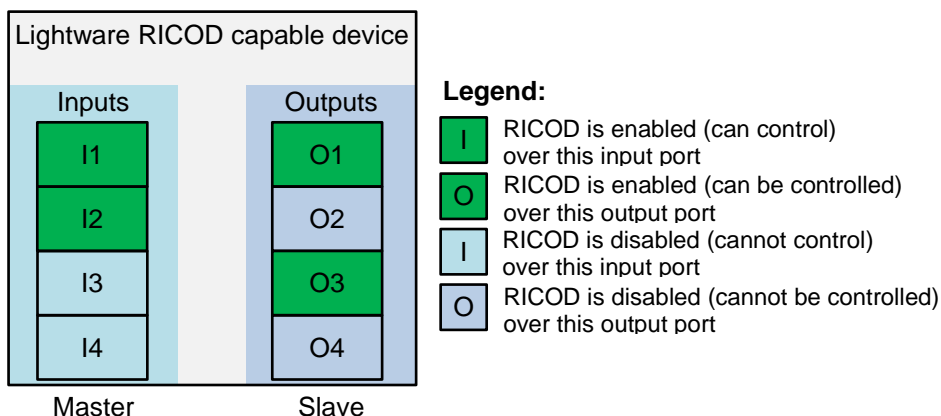 Lightware RICOD capable device
Inputs
Outputs
I1
O1
I2
O2
I3
O3
I4
O4
Master
Slave
Legend:
I
RICOD is enabled (can control)
over this input port
O
RICOD is enabled (can be controlled)
over this output port
I
RICOD is disabled (cannot control)
over this input port
O
RICOD is disabled (cannot be controlled)
over this output port